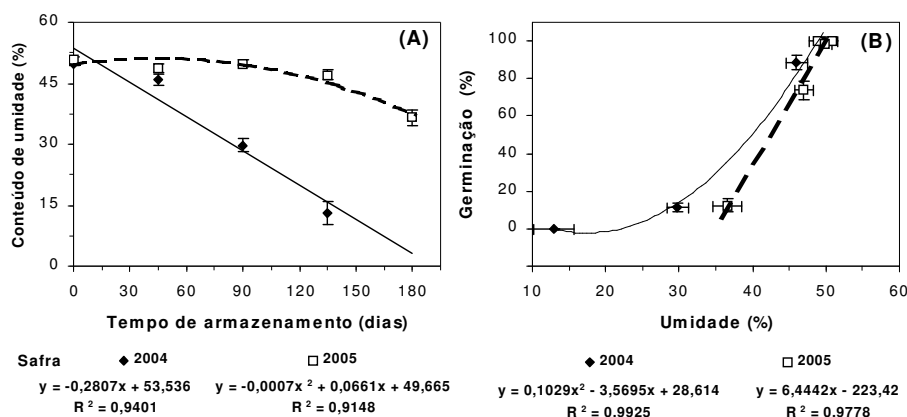 (A)
Conteúdo de umidade (%)
60
45
30
15
0
0 30 60 90 120 150 180
Tempo de armazenamento (dias)
(B)
Germinação (%)
100
80
60
40
20
0
10 20 30 40 50 60
Umidade (%)
Safra 2004 2005
y = -0,2807x + 53,536 y = -0,0007x² + 0,0661x + 49,665
R² = 0,9401 R² = 0,9148
2004 2005
y = 0,1029x² - 3,5695x + 28,614 y = 6,4442x - 223,42
R² = 0.9925 R² = 0.9778